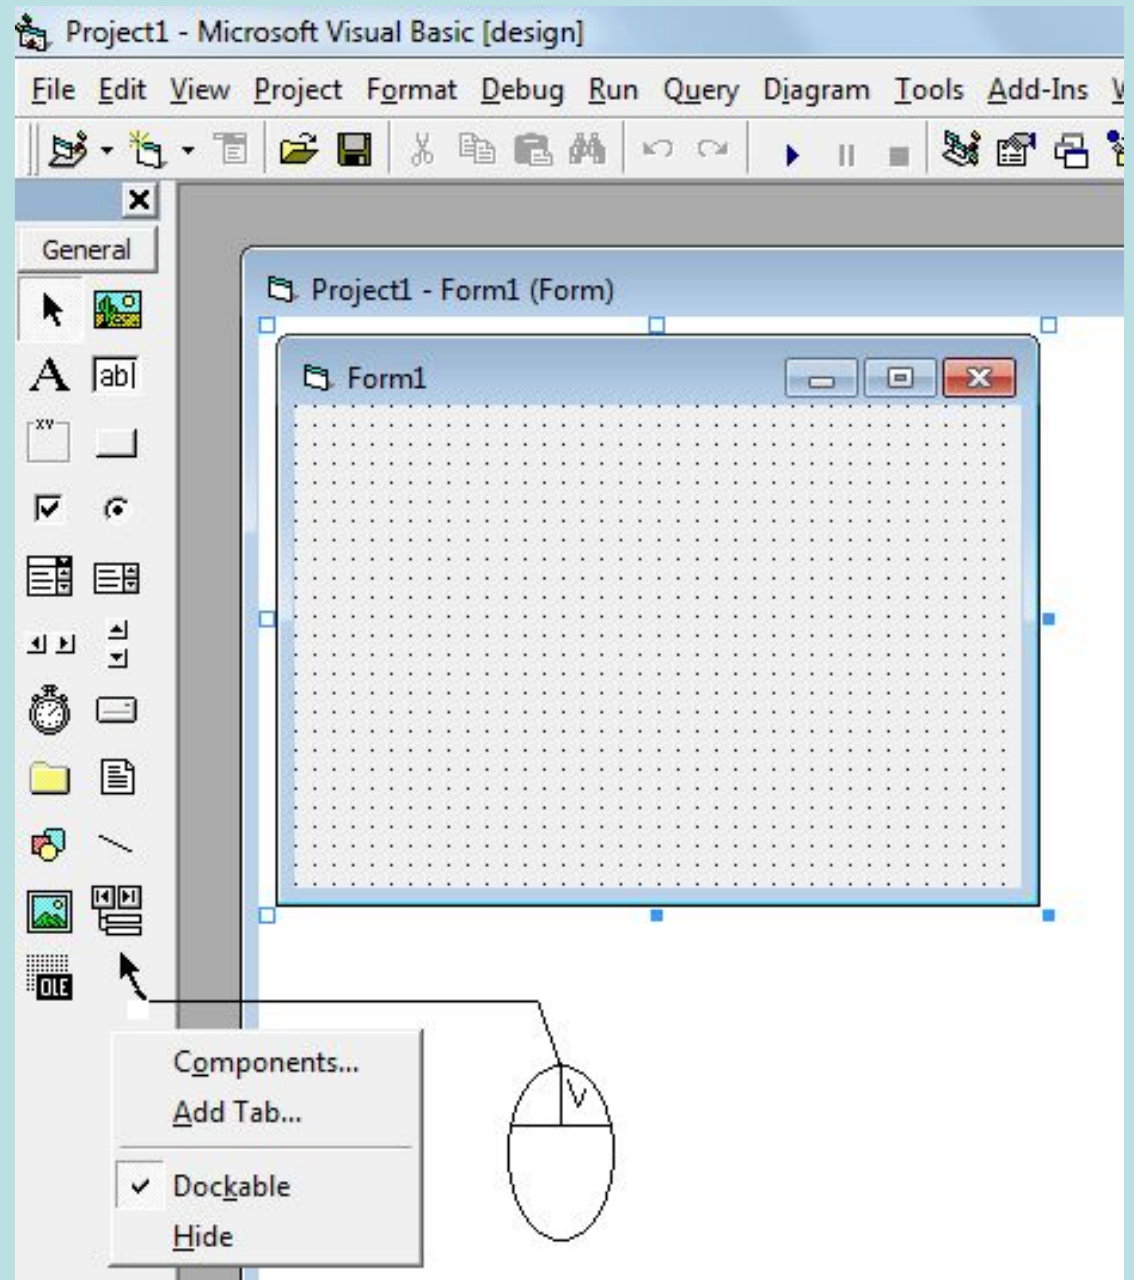 Project1 - Microsoft Visual Basic [design]
File Edit View Project Format Debug Run Query Diagram Tools Add-Ins
General
Project1 - Form1 (Form)
A ab
Form1
xv
OLE
Components...
Add Tab...
Dockable
Hide